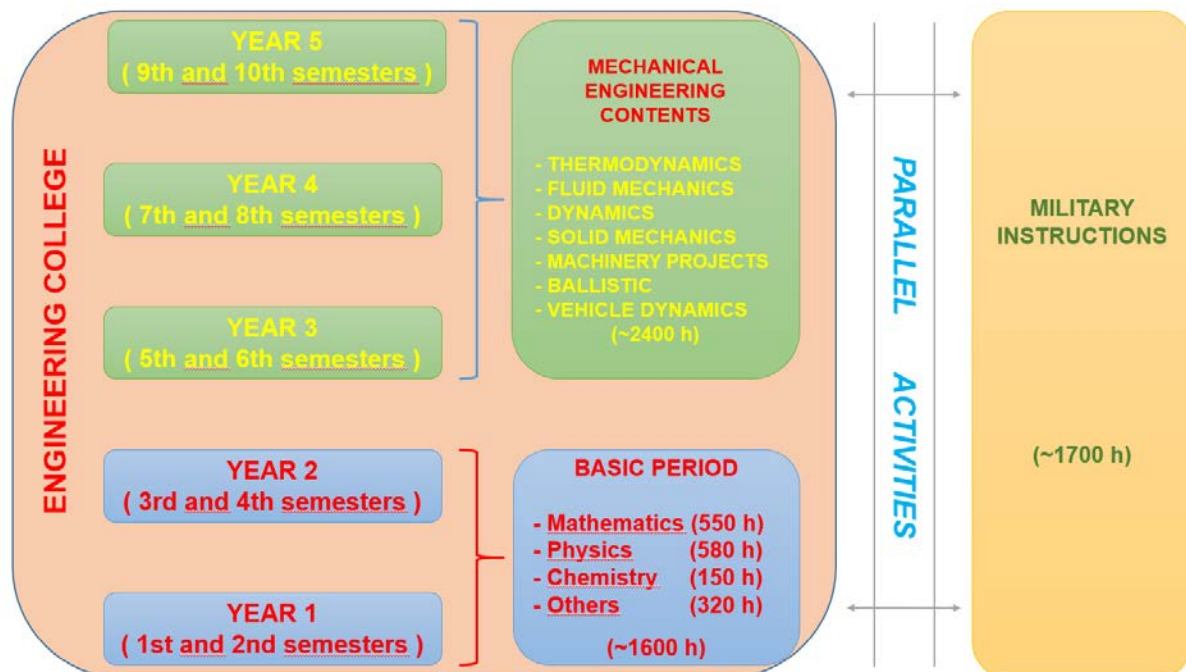 ENGINEERING COLLEGE
YEAR 5
( 9th and 10th semesters )
YEAR 4
( 7th and 8th semesters )
YEAR 3
( 5th and 6th semesters )
YEAR 2
( 3rd and 4th semesters )
YEAR 1
( 1st and 2nd semesters )
MECHANICAL
ENGINEERING
CONTENTS
- THERMODYNAMICS
- FLUID MECHANICS
- DYNAMICS
- SOLID MECHANICS
- MACHINERY PROJECTS
- BALLISTIC
- VEHICLE DYNAMICS
(~2400 h)
BASIC PERIOD
- Mathematics (550 h)
- Physics (580 h)
- Chemistry (150 h)
- Others (320 h)
(~1600 h)
PARALLEL ACTIVITIES
MILITARY
INSTRUCTIONS
(~1700 h)